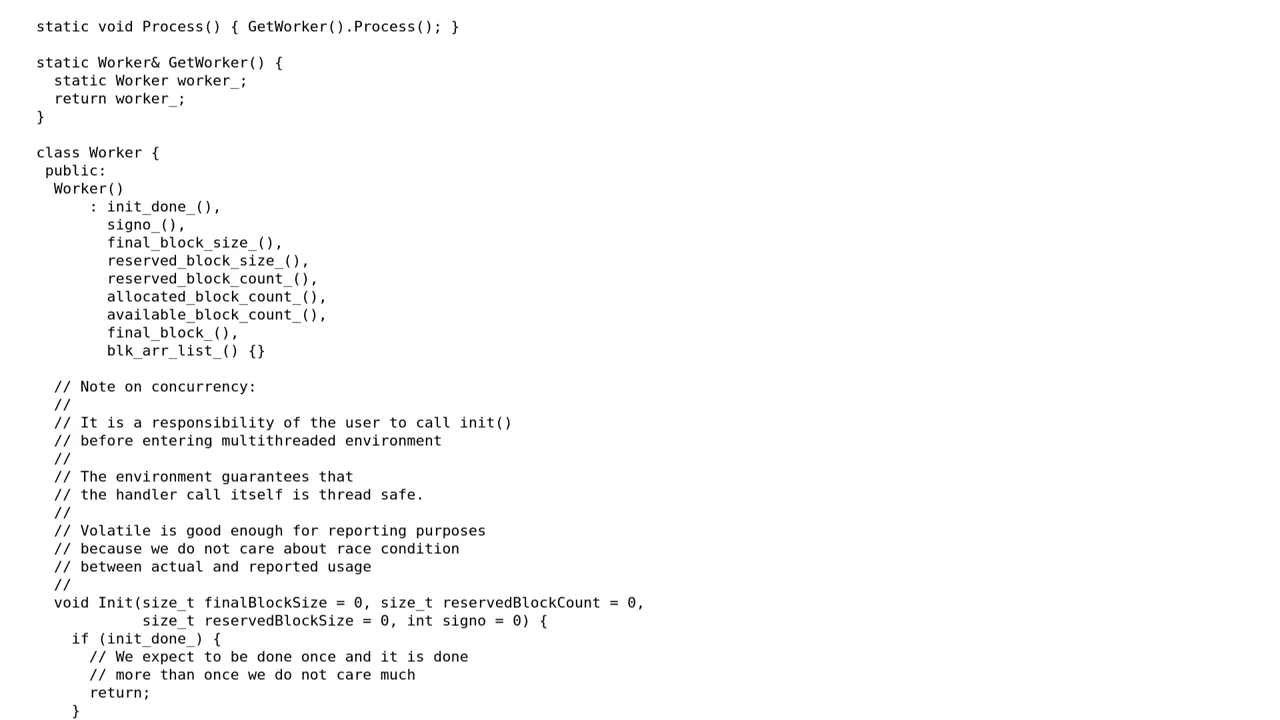 static void Process() { GetWorker().Process(); }

static Worker& GetWorker() {
  static Worker worker_;
  return worker_;
}

class Worker {
 public:
  Worker()
      : init_done_(),
        signo_(),
        final_block_size_(),
        reserved_block_size_(),
        reserved_block_count_(),
        allocated_block_count_(),
        available_block_count_(),
        final_block_(),
        blk_arr_list_() {}

  // Note on concurrency:
  //
  // It is a responsibility of the user to call init()
  // before entering multithreaded environment
  //
  // The environment guarantees that
  // the handler call itself is thread safe.
  //
  // Volatile is good enough for reporting purposes
  // because we do not care about race condition
  // between actual and reported usage
  //
  void Init(size_t finalBlockSize = 0, size_t reservedBlockCount = 0,
            size_t reservedBlockSize = 0, int signo = 0) {
    if (init_done_) {
      // We expect to be done once and it is done
      // more than once we do not care much
      return;
    }